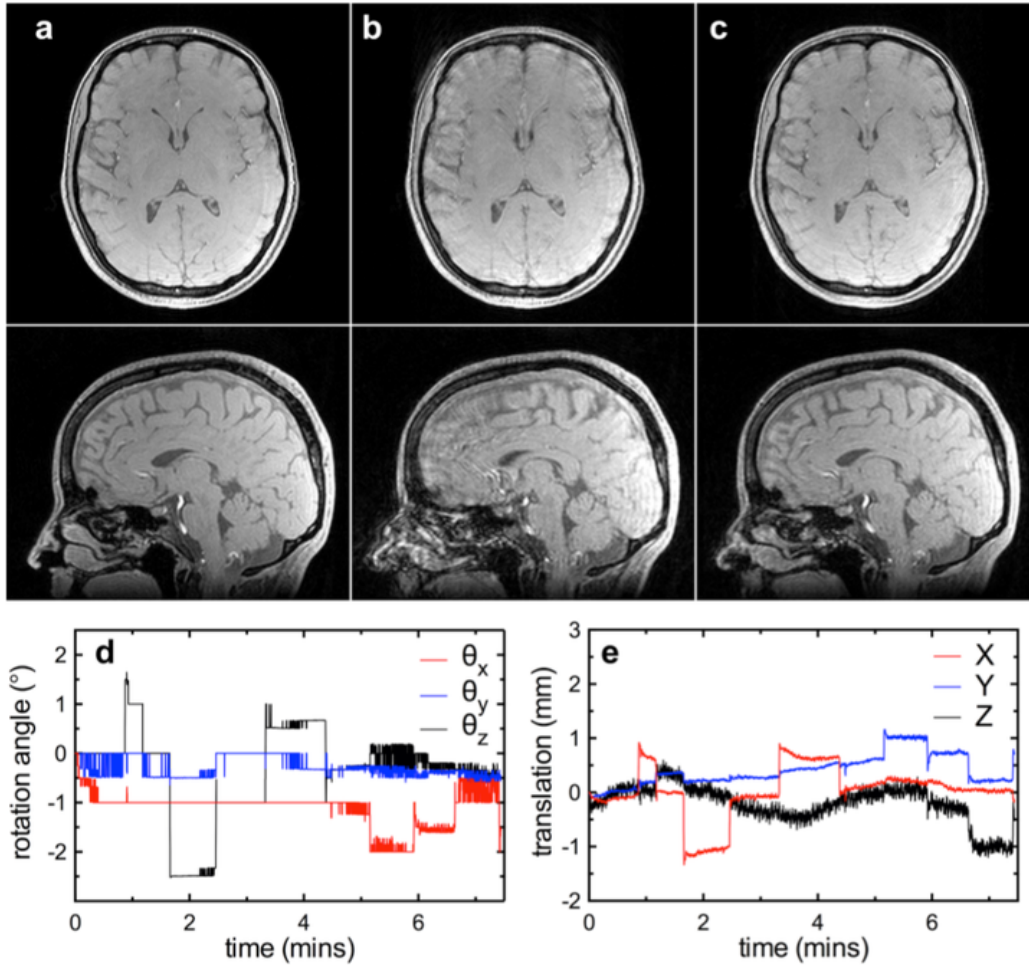 a b c
d
θx
θy
θz
rotation angle (°)
2
1
0
-1
-2
0 2 4 6
time (mins)
e
X
Y
Z
translation (mm)
3
2
1
0
-1
-2
0 2 4 6
time (mins)